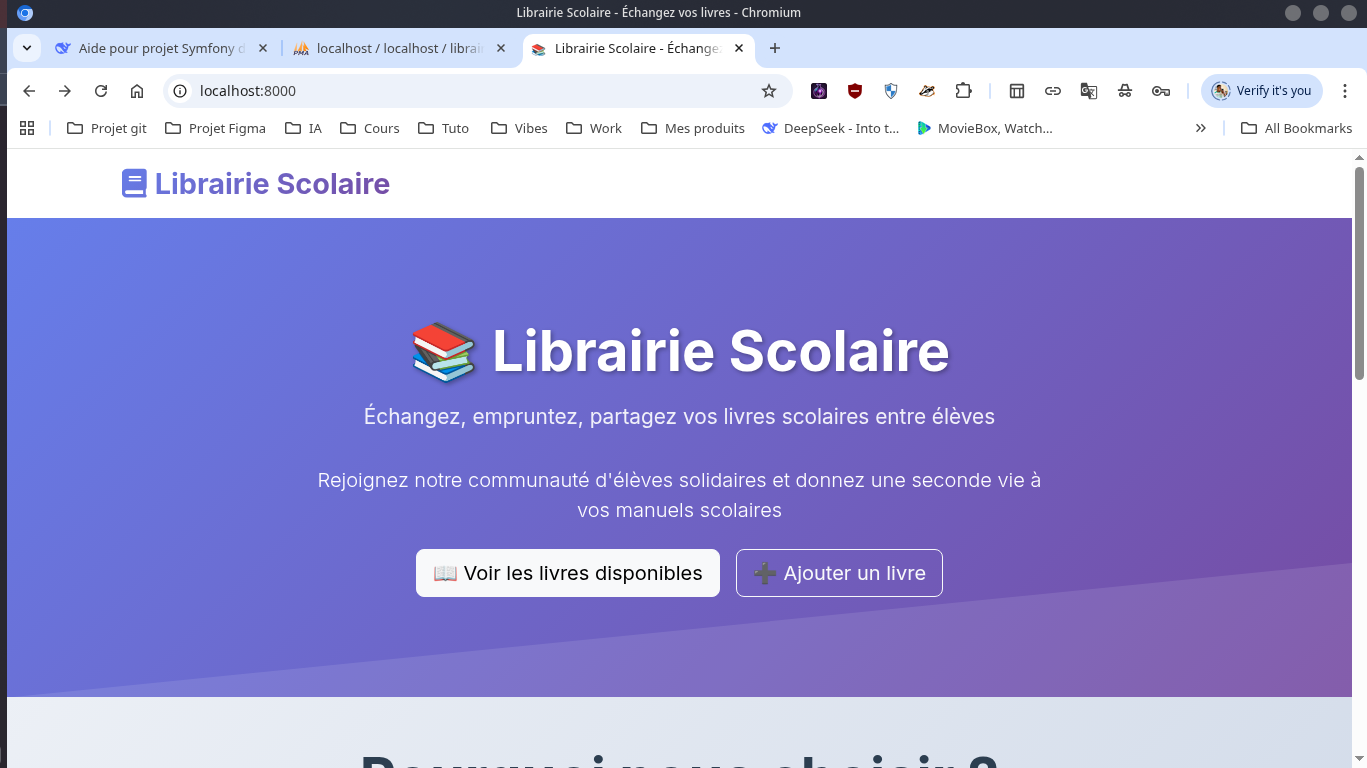 Librairie Scolaire - Échangez vos livres - Chromium
Aide pour projet Symfony d
localhost / localhost / librai
Librairie Scolaire - Échange
localhost:8000
Verify it's you
Projet git
Projet Figma
IA
Cours
Tuto
Vibes
Work
Mes produits
DeepSeek - Into t...
MovieBox, Watch...
All Bookmarks
Librairie Scolaire
Librairie Scolaire
Échangez, empruntez, partagez vos livres scolaires entre élèves
Rejoignez notre communauté d'élèves solidaires et donnez une seconde vie à
vos manuels scolaires
Voir les livres disponibles
Ajouter un livre
Pourquoi nous choisir ?